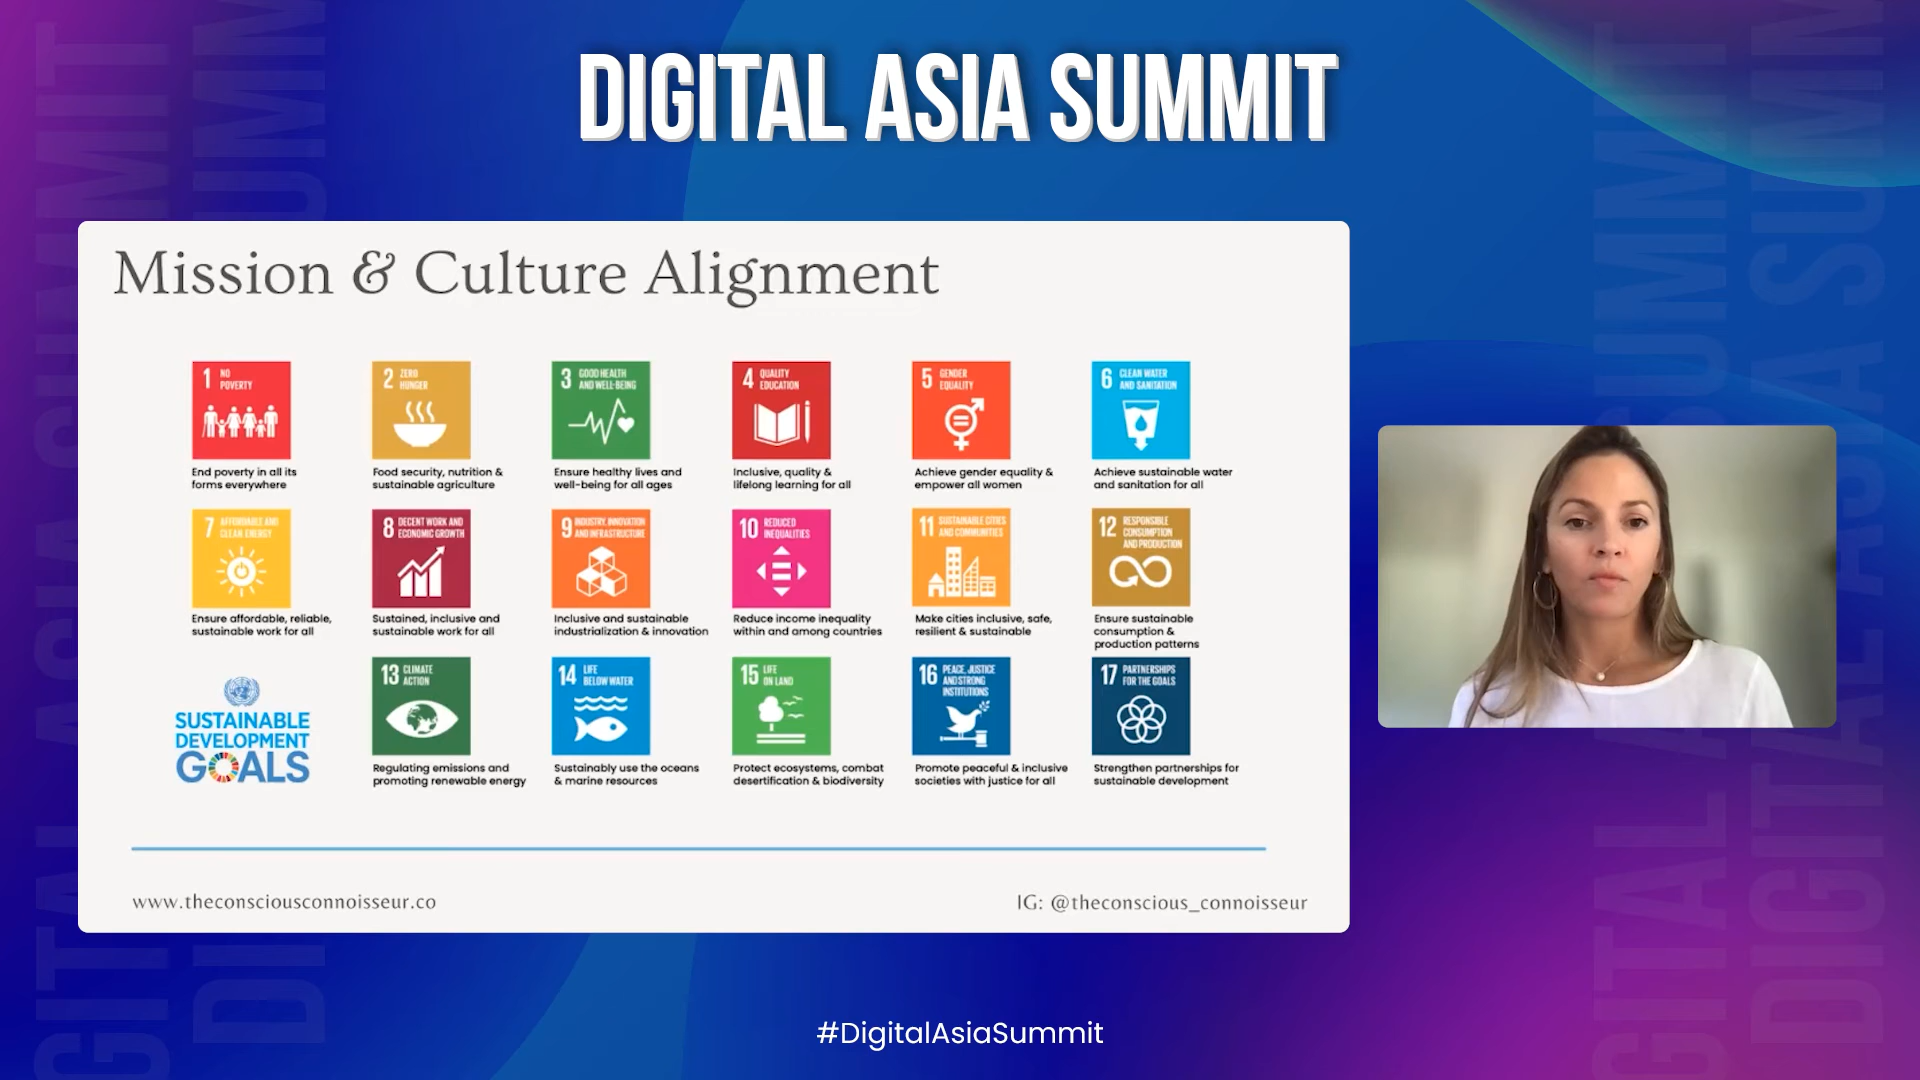 DIGITAL ASIA SUMMIT
Mission & Culture Alignment
1 NO
POVERTY
End poverty in all its
forms everywhere
2 ZERO
HUNGER
Food security, nutrition &
sustainable agriculture
3 GOOD HEALTH
AND WELL-BEING
Ensure healthy lives and
well-being for all ages
4 QUALITY
EDUCATION
Inclusive, quality &
lifelong learning for all
5 GENDER
EQUALITY
Achieve gender equality &
empower all women
6 CLEAN WATER
AND SANITATION
Achieve sustainable water
and sanitation for all
7 AFFORDABLE AND
CLEAN ENERGY
Ensure affordable, reliable,
sustainable work for all
8 DECENT WORK AND
ECONOMIC GROWTH
Sustained, inclusive and
sustainable work for all
9 INDUSTRY, INNOVATION
AND INFRASTRUCTURE
Inclusive and sustainable
industrialization & innovation
10 REDUCED
INEQUALITIES
Reduce income inequality
within and among countries
11 SUSTAINABLE CITIES
AND COMMUNITIES
Make cities inclusive, safe,
resilient & sustainable
12 RESPONSIBLE
CONSUMPTION
AND PRODUCTION
Ensure sustainable
consumption &
production patterns
SUSTAINABLE
DEVELOPMENT
GOALS
13 CLIMATE
ACTION
Regulating emissions and
promoting renewable energy
14 LIFE
BELOW WATER
Sustainably use the oceans
& marine resources
15 LIFE
ON LAND
Protect ecosystems, combat
desertification & biodiversity
16 PEACE, JUSTICE
AND STRONG
INSTITUTIONS
Promote peaceful & inclusive
societies with justice for all
17 PARTNERSHIPS
FOR THE GOALS
Strengthen partnerships for
sustainable development
www.theconsciousconnoisseur.co
IG: @theconscious_connoisseur
#DigitalAsiaSummit